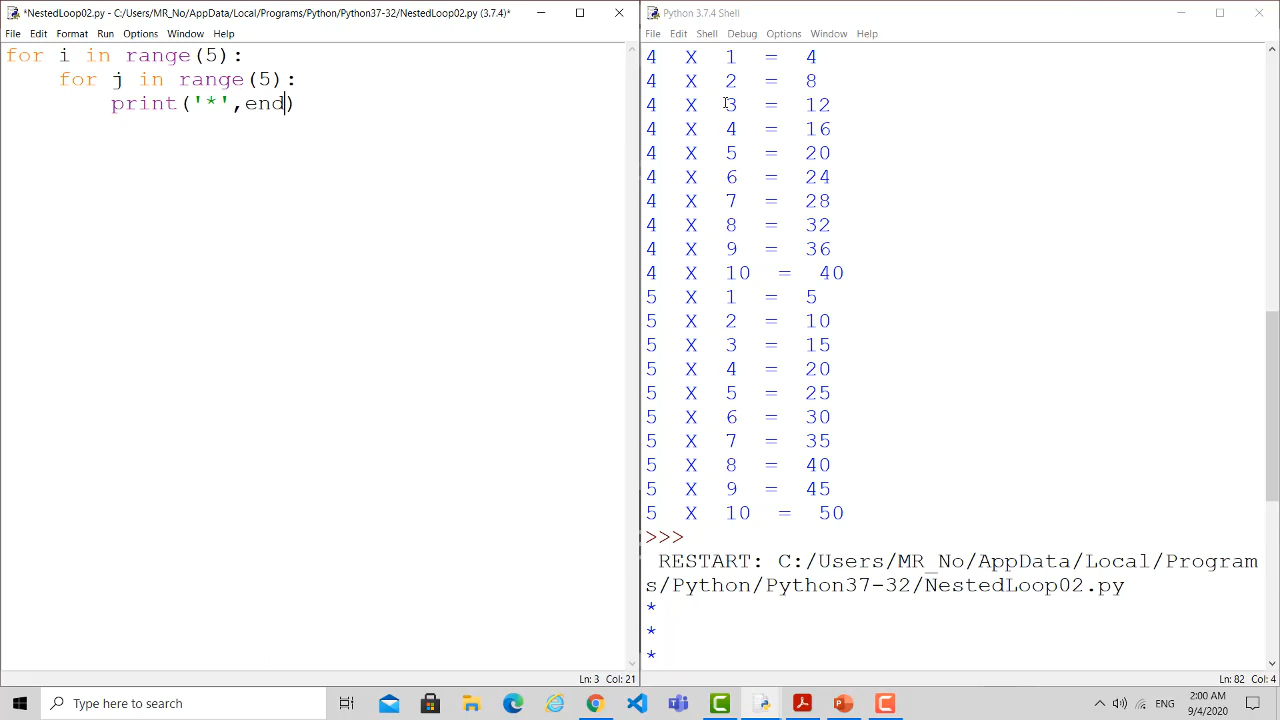 *NestedLoop02.py - C:/Users/MR_No/AppData/Local/Programs/Python/Python37-32/NestedLoop02.py (3.7.4)*
File Edit Format Run Options Window Help
for i in range(5):
    for j in range(5):
        print('*',end)
Ln: 3 Col: 21
Python 3.7.4 Shell
File Edit Shell Debug Options Window Help
4 X 1 = 4
4 X 2 = 8
4 X 3 = 12
4 X 4 = 16
4 X 5 = 20
4 X 6 = 24
4 X 7 = 28
4 X 8 = 32
4 X 9 = 36
4 X 10 = 40
5 X 1 = 5
5 X 2 = 10
5 X 3 = 15
5 X 4 = 20
5 X 5 = 25
5 X 6 = 30
5 X 7 = 35
5 X 8 = 40
5 X 9 = 45
5 X 10 = 50
>>>
 RESTART: C:/Users/MR_No/AppData/Local/Program
s/Python/Python37-32/NestedLoop02.py
*
*
*
Ln: 82 Col: 4
Type here to search
ENG
2:00 AM
9/4/2020